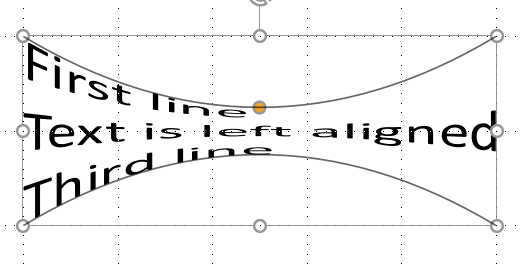 First line
Text is left aligned
Third line